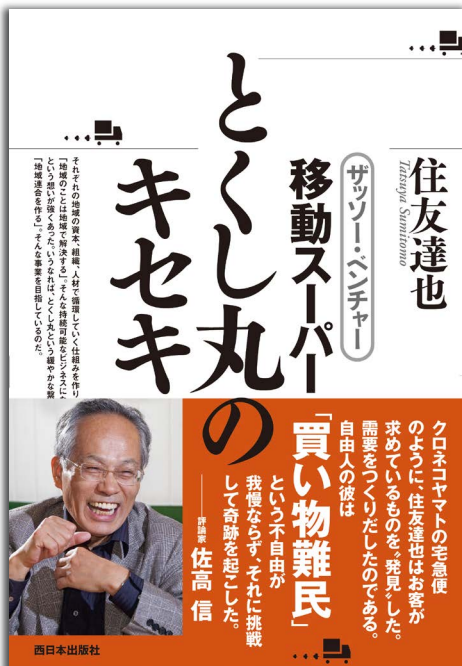 住友達也
Tatsuya Sumitomo
ザッソー・ベンチャー
移動スーパー
とくし丸の
キセキ
それぞれの地域の資本、組織、人材で循環していく仕組みを作り
「地域のことは地域で解決する」。そんな持続可能なビジネスにな
という想いが強くあった。いうなれば、とくし丸という緩やかな繋
「地域連合を作る」。そんな事業を目指しているのだ。
クロネコヤマトの宅急便
のように、住友達也はお客が
求めているものを〝発見〟した。
需要をつくりだしたのである。
自由人の彼は
「買い物難民」
という不自由が
我慢ならず、それに挑戦
して奇跡を起こした。
評論家 佐高 信
西日本出版社